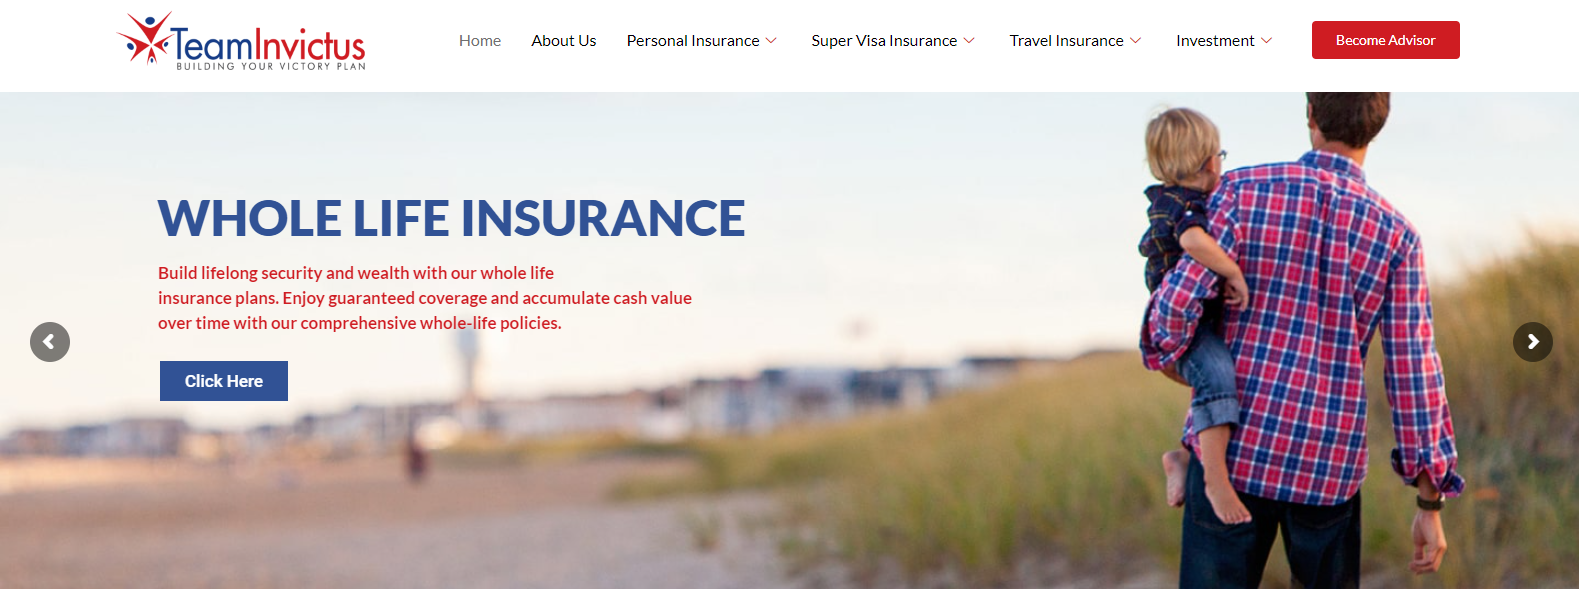 TeamInvictus
BUILDING YOUR VICTORY PLAN
Home
About Us
Personal Insurance
Super Visa Insurance
Travel Insurance
Investment
Become Advisor
WHOLE LIFE INSURANCE
Build lifelong security and wealth with our whole life
insurance plans. Enjoy guaranteed coverage and accumulate cash value
over time with our comprehensive whole-life policies.
Click Here